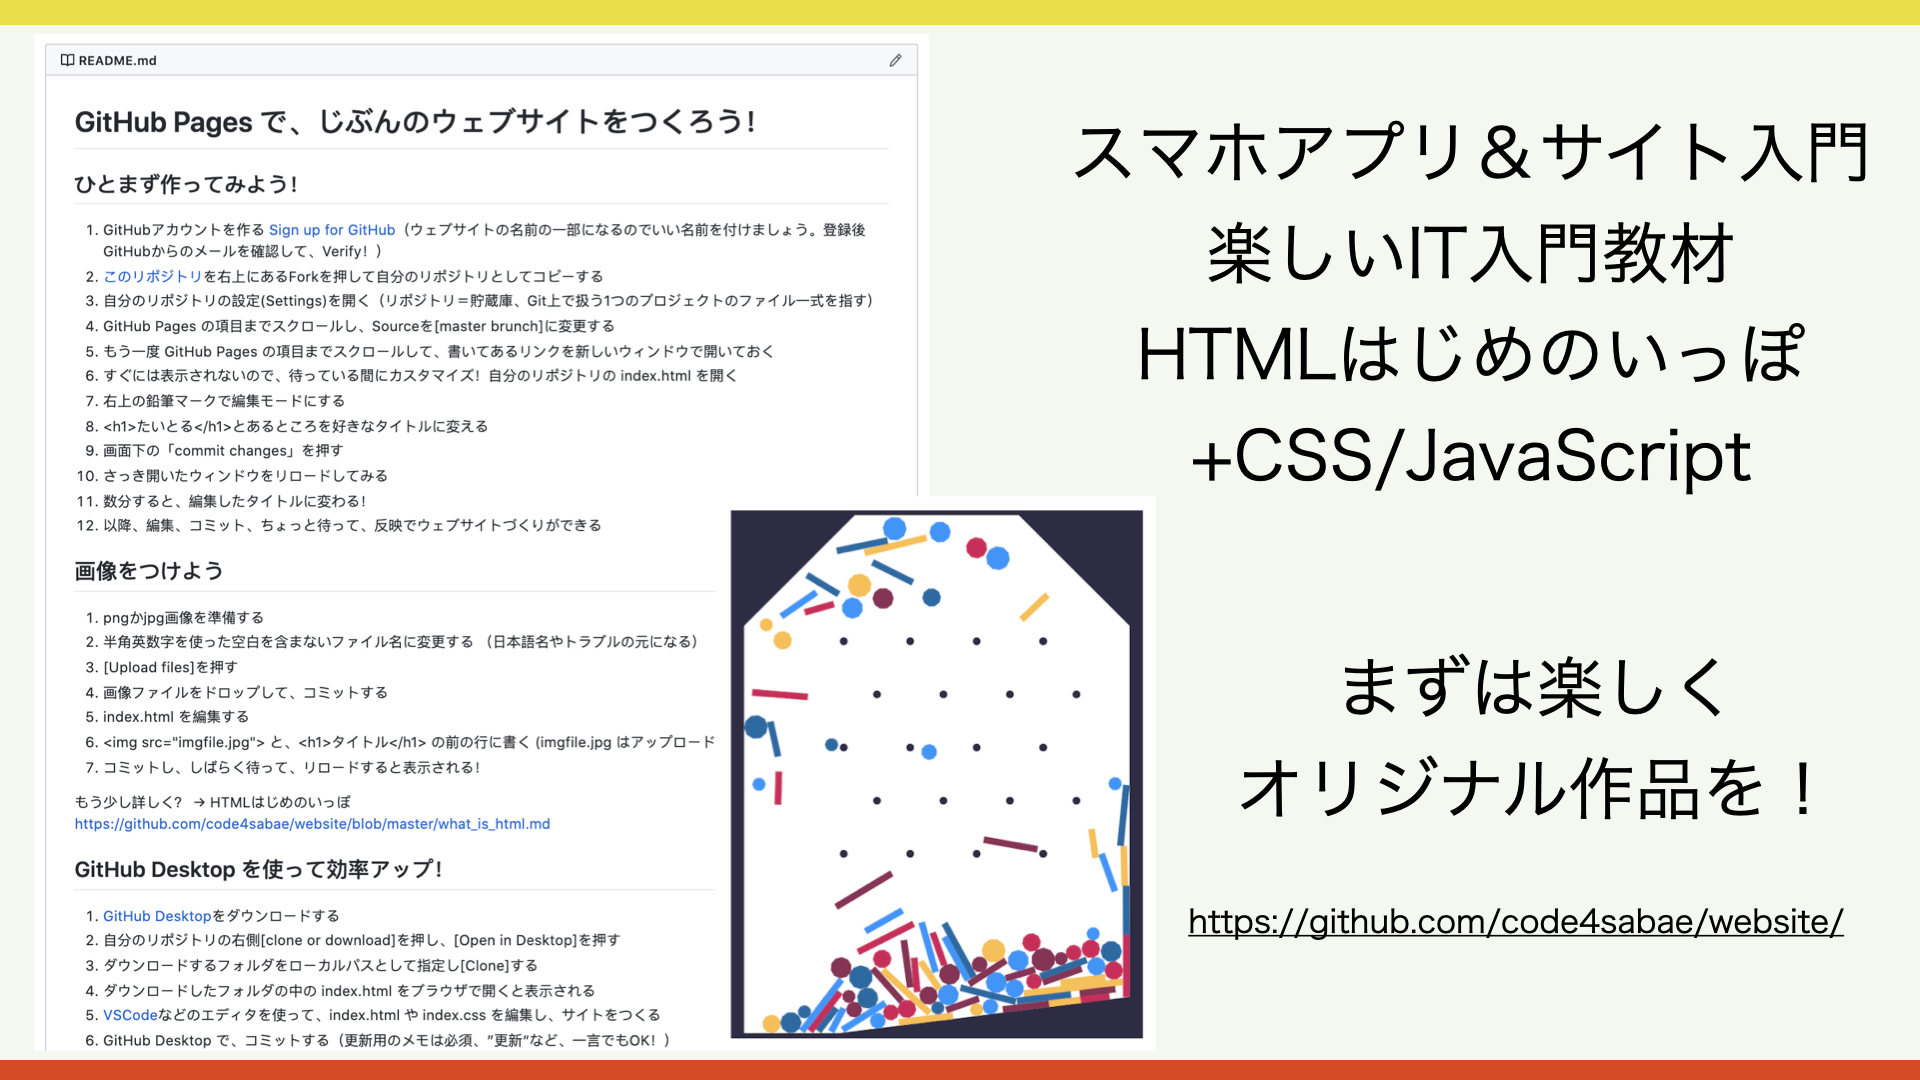 README.md
GitHub Pages で、じぶんのウェブサイトをつくろう！
ひとまず作ってみよう！
1. GitHubアカウントを作る Sign up for GitHub（ウェブサイトの名前の一部になるのでいい名前を付けましょう。登録後
GitHubからのメールを確認して、Verify！）
2. このリポジトリを右上にあるForkを押して自分のリポジトリとしてコピーする
3. 自分のリポジトリの設定(Settings)を開く（リポジトリ＝貯蔵庫、Git上で扱う1つのプロジェクトのファイル一式を指す）
4. GitHub Pages の項目までスクロールし、Sourceを[master brunch]に変更する
5. もう一度 GitHub Pages の項目までスクロールして、書いてあるリンクを新しいウィンドウで開いておく
6. すぐには表示されないので、待っている間にカスタマイズ！自分のリポジトリの index.html を開く
7. 右上の鉛筆マークで編集モードにする
8. <h1>たいとる</h1>とあるところを好きなタイトルに変える
9. 画面下の「commit changes」を押す
10. さっき開いたウィンドウをリロードしてみる
11. 数分すると、編集したタイトルに変わる！
12. 以降、編集、コミット、ちょっと待って、反映でウェブサイトづくりができる
画像をつけよう
1. pngかjpg画像を準備する
2. 半角英数字を使った空白を含まないファイル名に変更する （日本語名やトラブルの元になる）
3. [Upload files]を押す
4. 画像ファイルをドロップして、コミットする
5. index.html を編集する
6. <img src="imgfile.jpg"> と、<h1>タイトル</h1> の前の行に書く (imgfile.jpg はアップロード
7. コミットし、しばらく待って、リロードすると表示される！
もう少し詳しく？ → HTMLはじめのいっぽ
https://github.com/code4sabae/website/blob/master/what_is_html.md
GitHub Desktop を使って効率アップ！
1. GitHub Desktopをダウンロードする
2. 自分のリポジトリの右側[clone or download]を押し、[Open in Desktop]を押す
3. ダウンロードするフォルダをローカルパスとして指定し[Clone]する
4. ダウンロードしたフォルダの中の index.html をブラウザで開くと表示される
5. VSCodeなどのエディタを使って、index.html や index.css を編集し、サイトをつくる
6. GitHub Desktop で、コミットする（更新用のメモは必須、”更新”など、一言でもOK！）
スマホアプリ＆サイト入門
楽しいIT入門教材
HTMLはじめのいっぽ
+CSS/JavaScript
まずは楽しく
オリジナル作品を！
https://github.com/code4sabae/website/